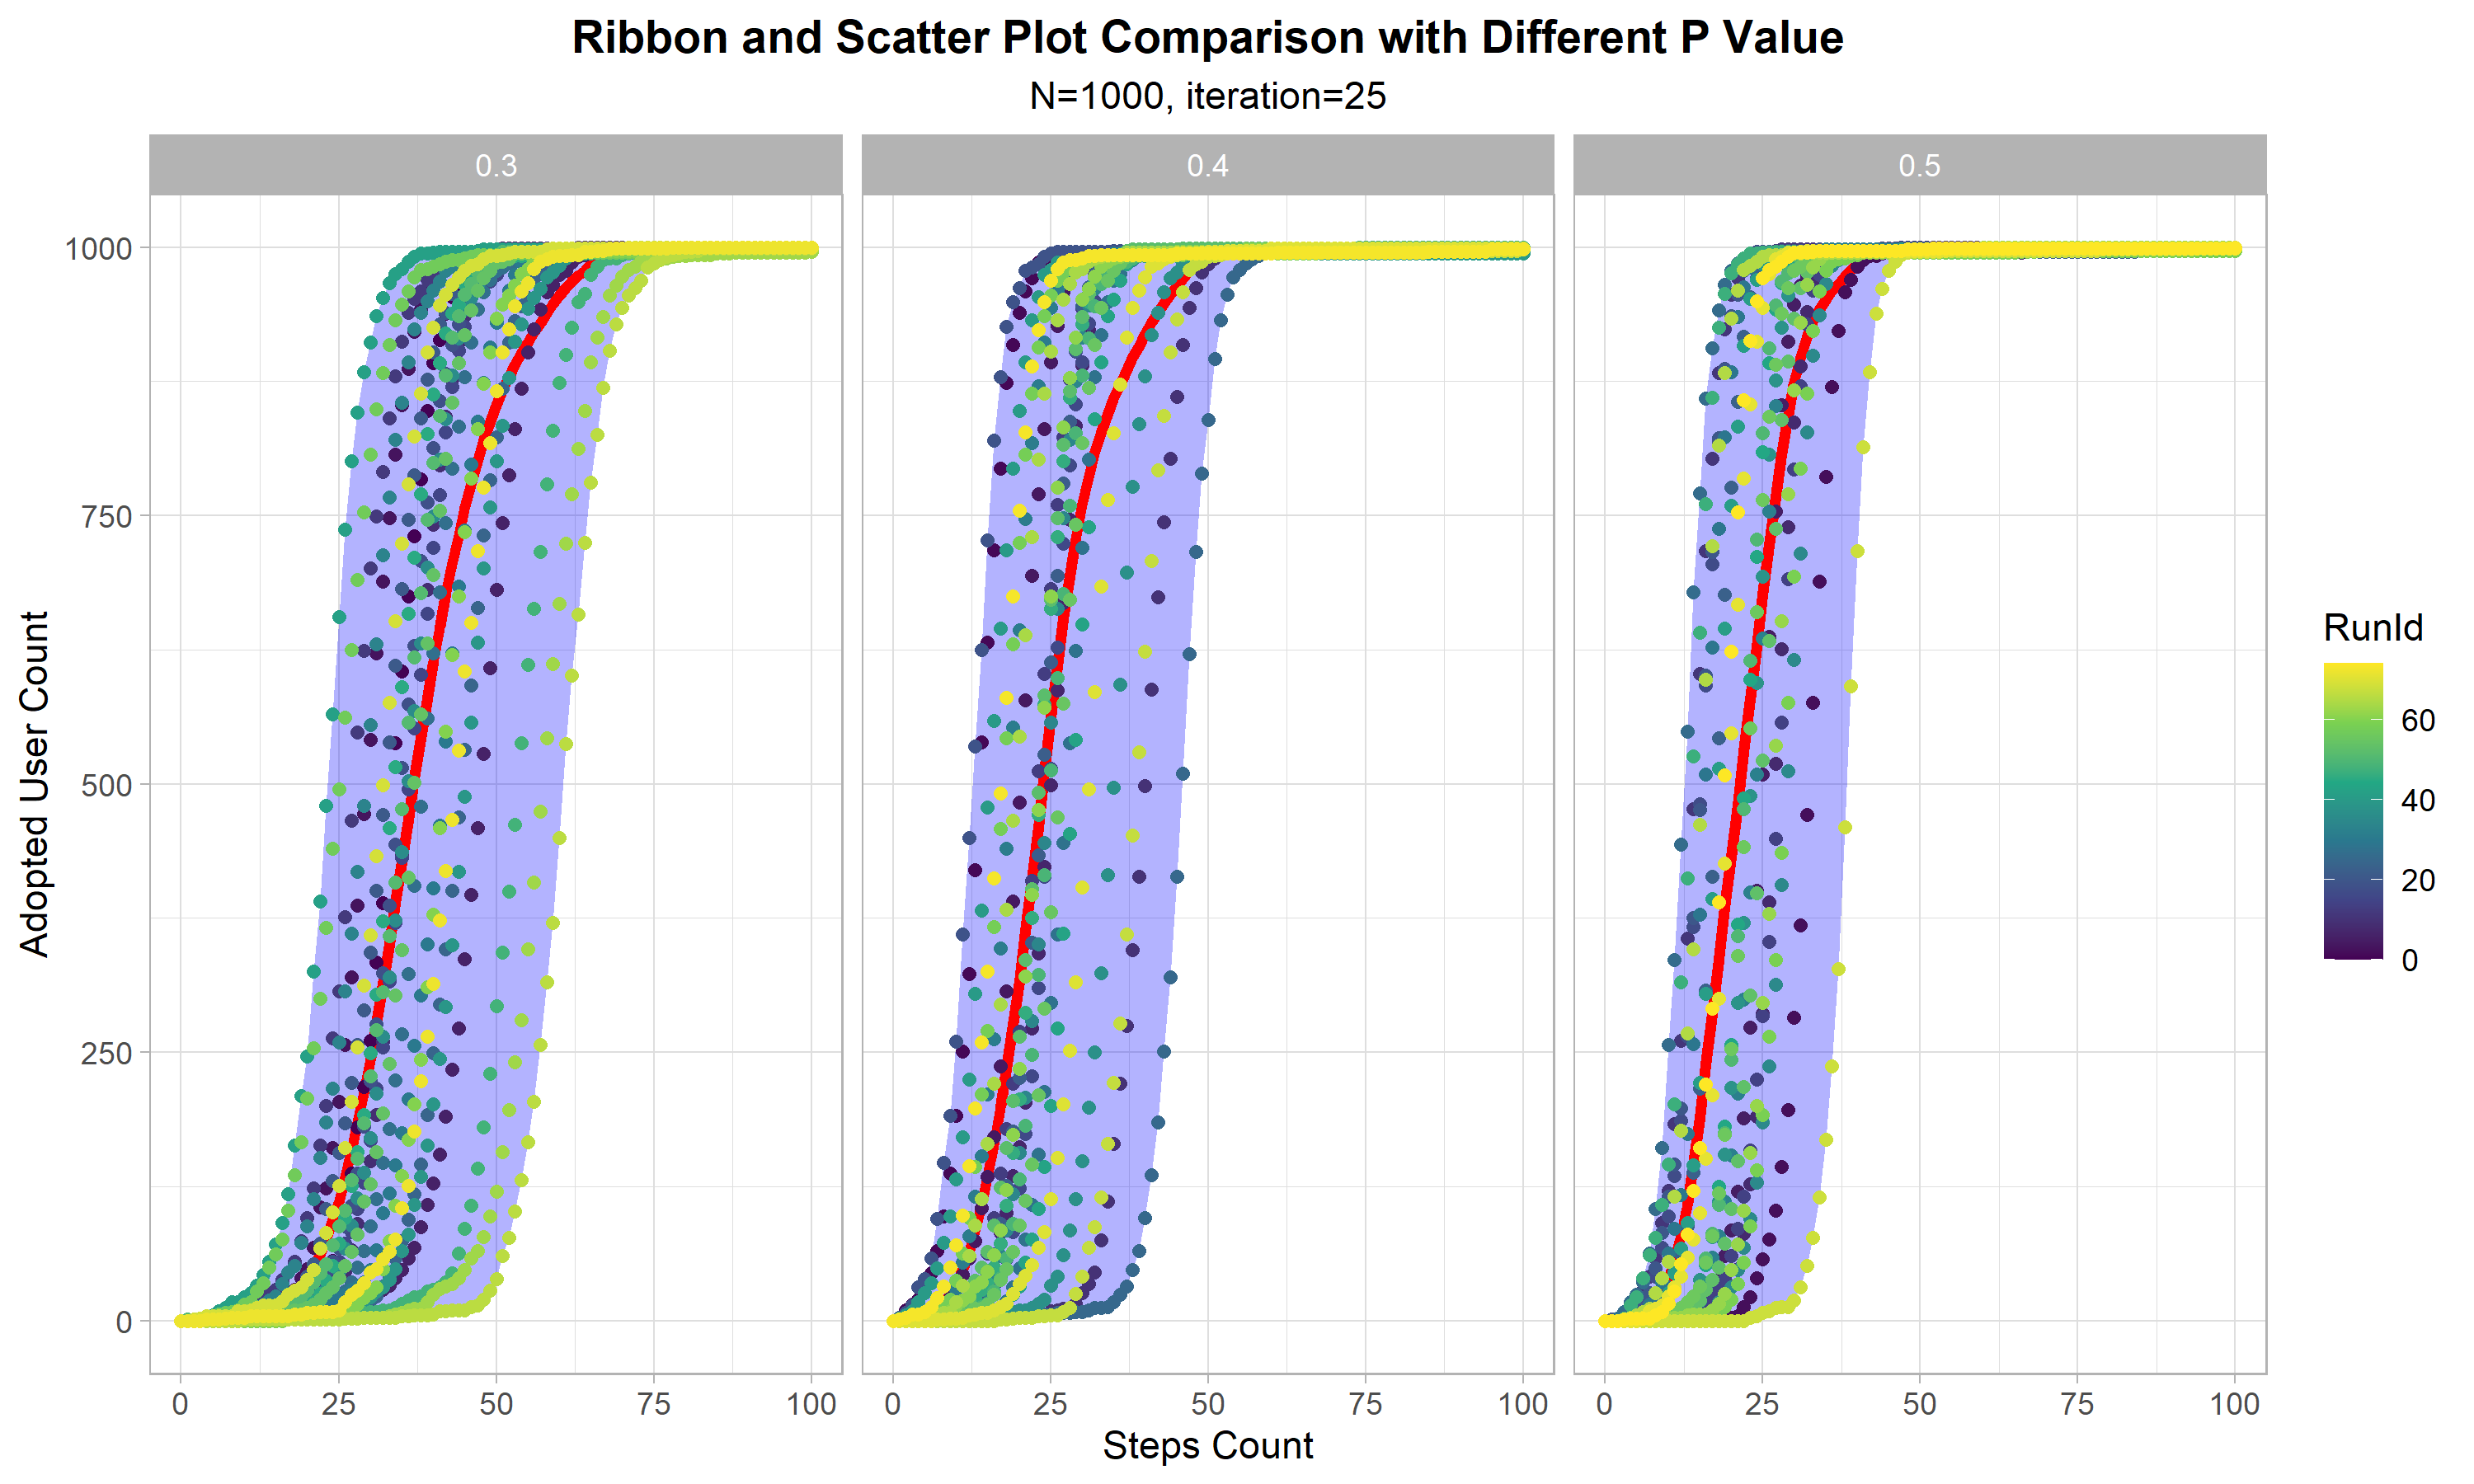 Ribbon and Scatter Plot Comparison with Different P Value
N=1000, iteration=25
0.3 0.4 0.5
1000
750
500
250
0
Adopted User Count
0 25 50 75 100 0 25 50 75 100 0 25 50 75 100
Steps Count
RunId
60
40
20
0